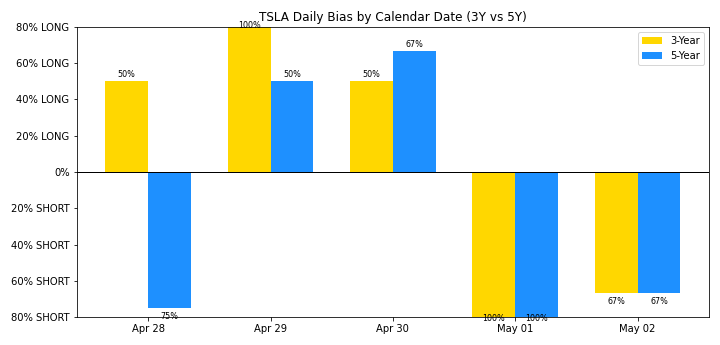 TSLA Daily Bias by Calendar Date (3Y vs 5Y)
80% LONG
60% LONG
40% LONG
20% LONG
0%
20% SHORT
40% SHORT
60% SHORT
80% SHORT
3-Year
5-Year
50%
75%
100%
50%
50%
67%
100%
100%
67%
67%
Apr 28
Apr 29
Apr 30
May 01
May 02